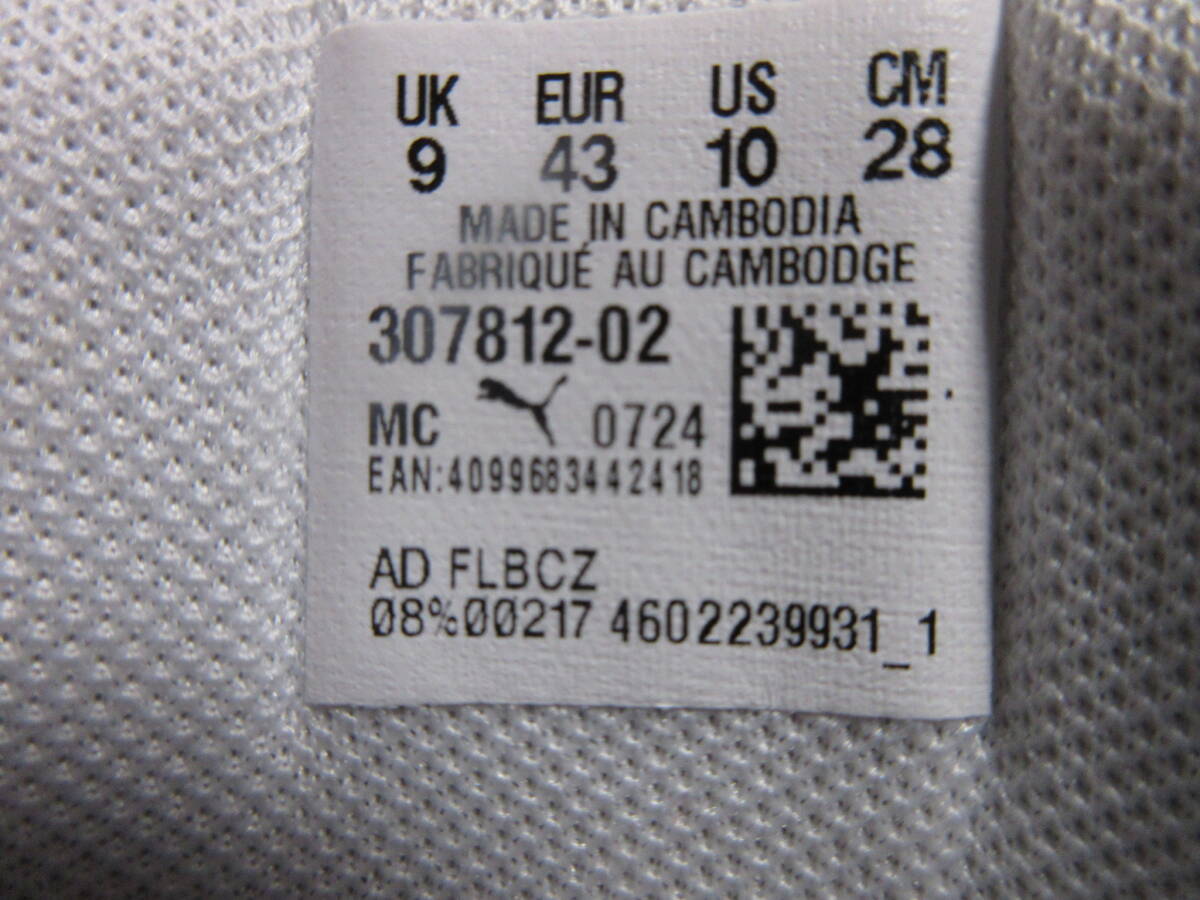 UK EUR US CM
9 43 10 28
MADE IN CAMBODIA
FABRIQUÉ AU CAMBODGE
307812-02
MC 0724
EAN:4099683442418
AD FLBCZ
08%00217 4602239931_1